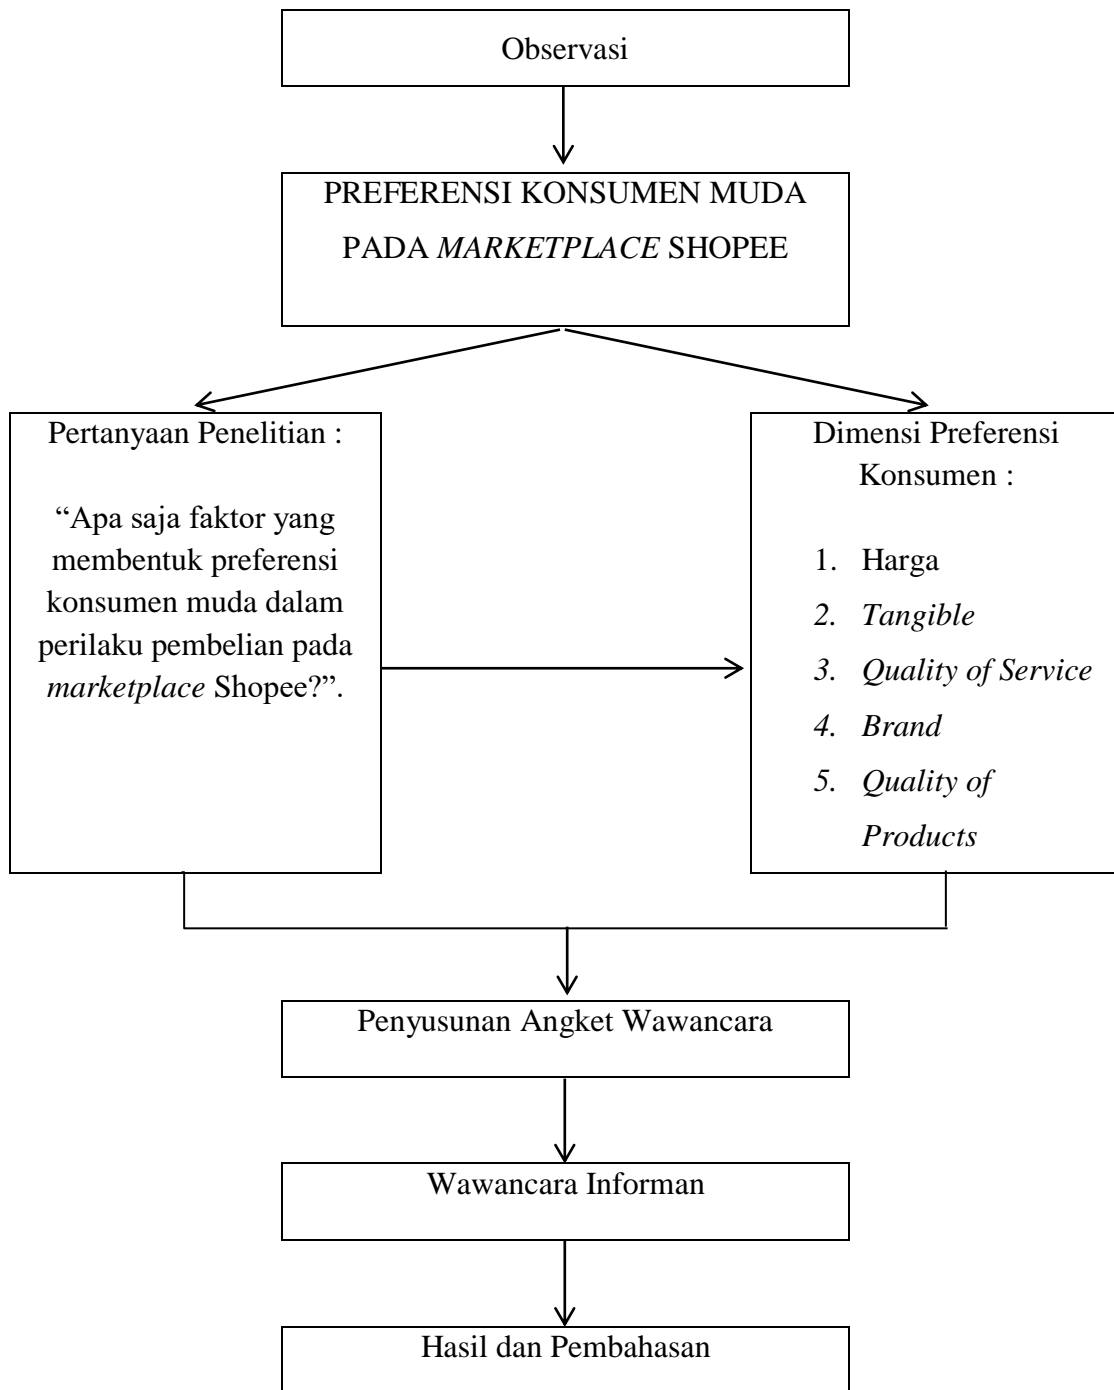 Observasi
PREFERENSI KONSUMEN MUDA
PADA MARKETPLACE SHOPEE
Pertanyaan Penelitian :
“Apa saja faktor yang
membentuk preferensi
konsumen muda dalam
perilaku pembelian pada
marketplace Shopee?”.
Dimensi Preferensi
Konsumen :
1. Harga
2. Tangible
3. Quality of Service
4. Brand
5. Quality of
Products
Penyusunan Angket Wawancara
Wawancara Informan
Hasil dan Pembahasan